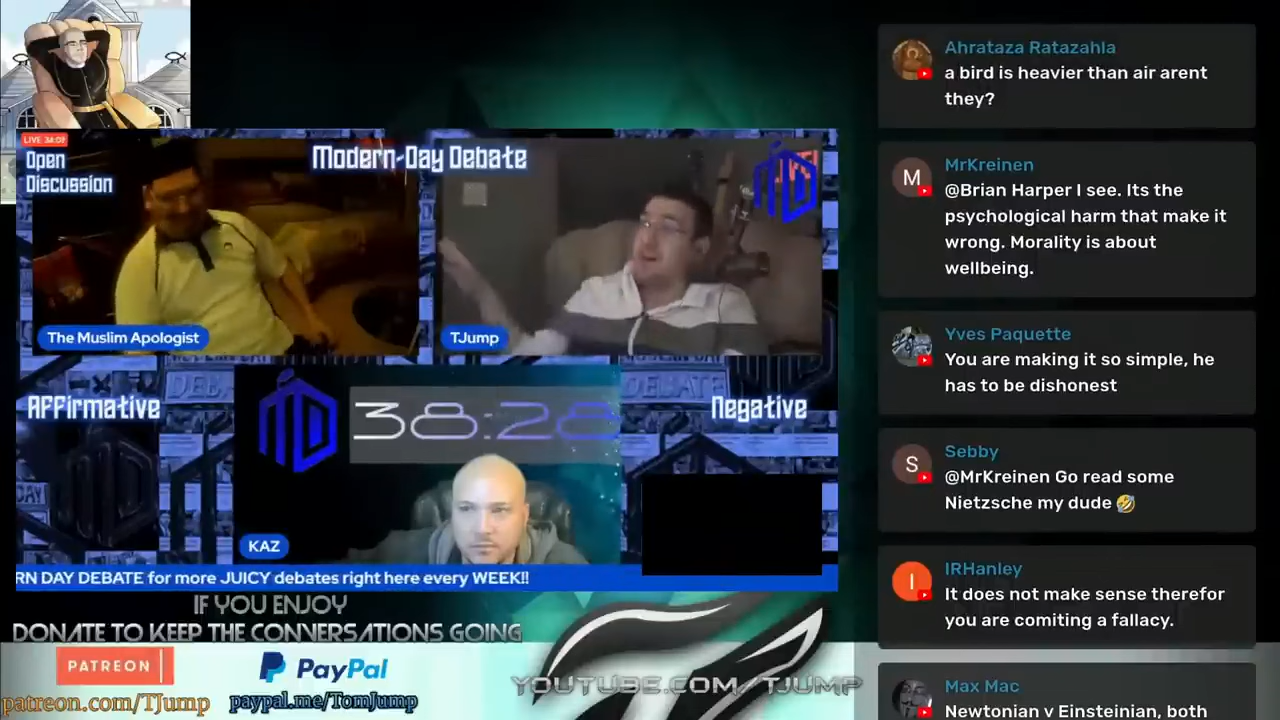 LIVE 38:02
Open
Discussion
Modern-Day Debate
The Muslim Apologist
TJump
Affirmative
Negative
38:28
KAZ
RN DAY DEBATE for more JUICY debates right here every WEEK!!
IF YOU ENJOY
DONATE TO KEEP THE CONVERSATIONS GOING
PATREON
PayPal
patreon.com/TJump
paypal.me/TomJump
YOUTUBE.COM/TJUMP
Ahrataza Ratazahla
a bird is heavier than air arent
they?
M
MrKreinen
@Brian Harper I see. Its the
psychological harm that make it
wrong. Morality is about
wellbeing.
Yves Paquette
You are making it so simple, he
has to be dishonest
S
Sebby
@MrKreinen Go read some
Nietzsche my dude 🤣
I
IRHanley
It does not make sense therefor
you are comiting a fallacy.
Max Mac
Newtonian v Einsteinian, both